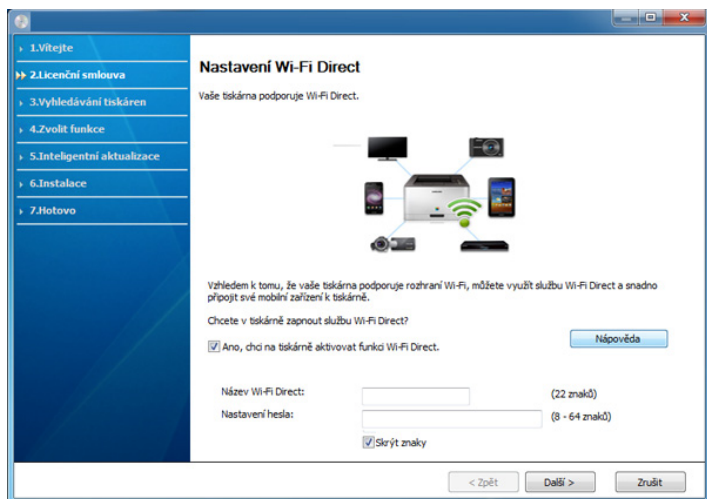 1.Vítejte
2.Licenční smlouva
3.Vyhledávání tiskáren
4.Zvolit funkce
5.Inteligentní aktualizace
6.Instalace
7.Hotovo
Nastavení Wi-Fi Direct
Vaše tiskárna podporuje Wi-Fi Direct.
Vzhledem k tomu, že vaše tiskárna podporuje rozhraní Wi-Fi, můžete využít službu Wi-Fi Direct a snadno
připojit své mobilní zařízení k tiskárně.
Chcete v tiskárně zapnout službu Wi-Fi Direct?
Nápověda
Ano, chci na tiskárně aktivovat funkci Wi-Fi Direct.
Název Wi-Fi Direct: (22 znaků)
Nastavení hesla: (8 - 64 znaků)
Skrýt znaky
< Zpět Další > Zrušit